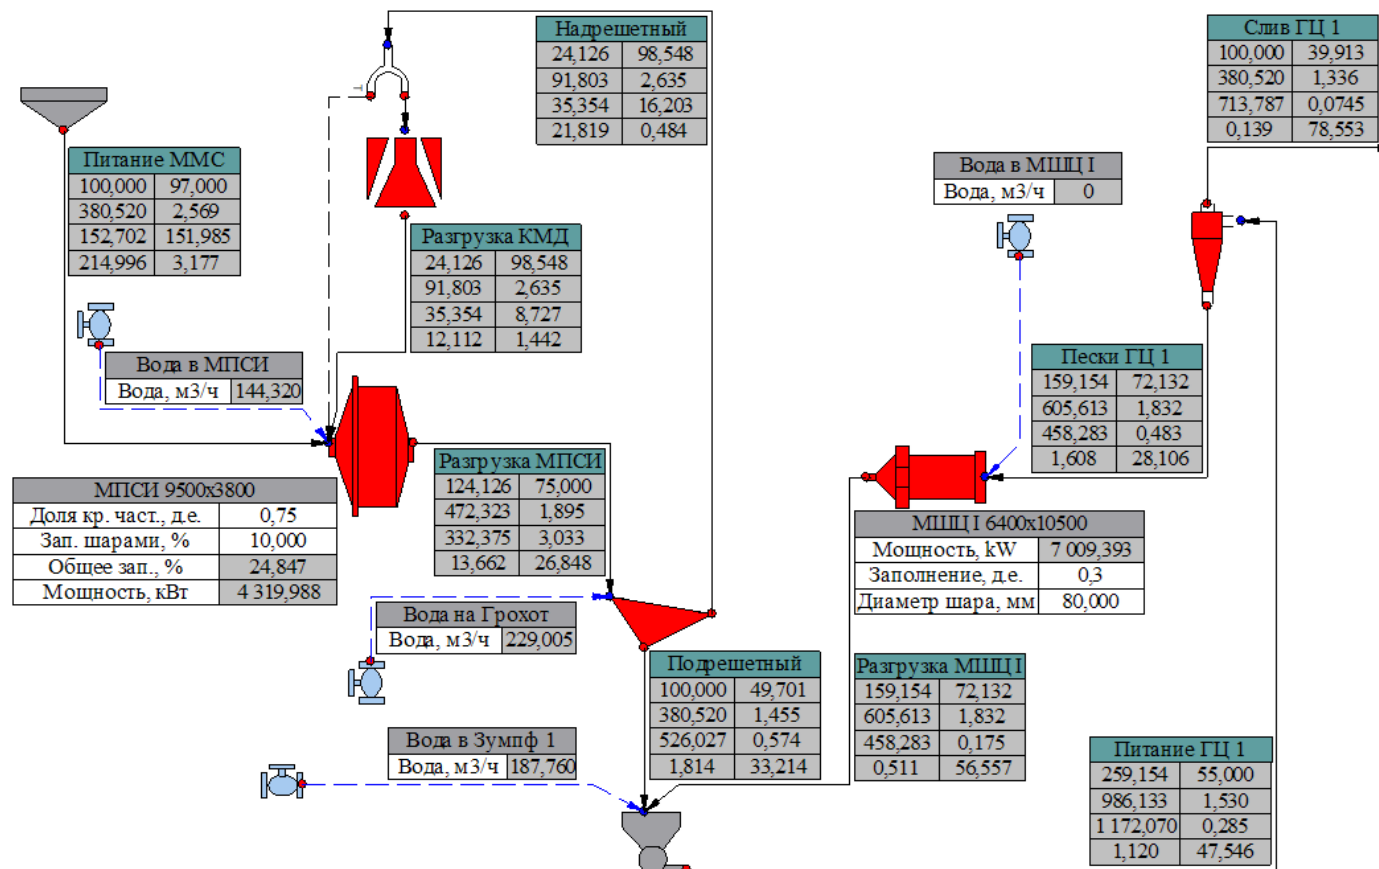 Надрешетный
24,126 98,548
91,803 2,635
35,354 16,203
21,819 0,484
Слив ГЦ 1
100,000 39,913
380,520 1,336
713,787 0,0745
0,139 78,553
Питание ММС
100,000 97,000
380,520 2,569
152,702 151,985
214,996 3,177
Вода в МШЦ I
Вода, м3/ч 0
Разгрузка КМД
24,126 98,548
91,803 2,635
35,354 8,727
12,112 1,442
Вода в МПСИ
Вода, м3/ч 144,320
Пески ГЦ 1
159,154 72,132
605,613 1,832
458,283 0,483
1,608 28,106
Разгрузка МПСИ
124,126 75,000
472,323 1,895
332,375 3,033
13,662 26,848
МПСИ 9500х3800
Доля кр. част., д.е. 0,75
Зап. шарами, % 10,000
Общее зап., % 24,847
Мощность, кВт 4 319,988
МШЦ I 6400х10500
Мощность, kW 7 009,393
Заполнение, д.е. 0,3
Диаметр шара, мм 80,000
Вода на Грохот
Вода, м3/ч 229,005
Подрешетный
100,000 49,701
380,520 1,455
526,027 0,574
1,814 33,214
Разгрузка МШЦ I
159,154 72,132
605,613 1,832
458,283 0,175
0,511 56,557
Вода в Зумпф 1
Вода, м3/ч 187,760
Питание ГЦ 1
259,154 55,000
986,133 1,530
1 172,070 0,285
1,120 47,546